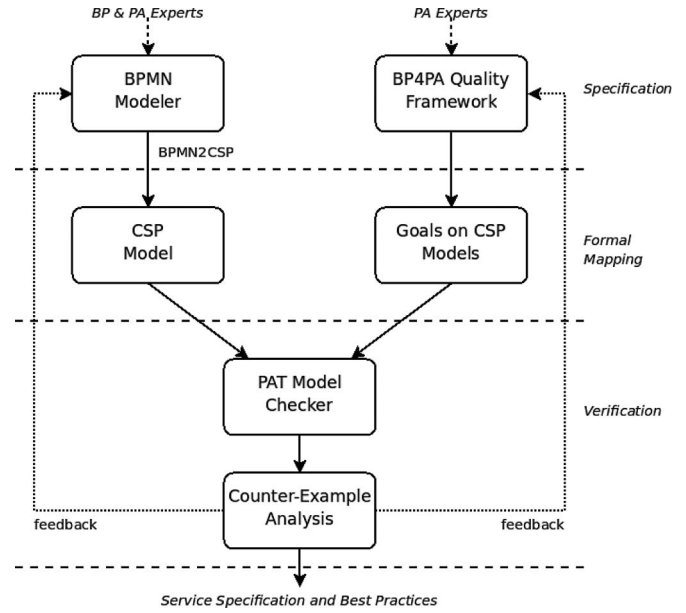 BP & PA Experts
PA Experts
BPMN
Modeler
BP4PA Quality
Framework
Specification
BPMN2CSP
CSP
Model
Goals on CSP
Models
Formal
Mapping
PAT Model
Checker
Verification
Counter-Example
Analysis
feedback
feedback
Service Specification and Best Practices